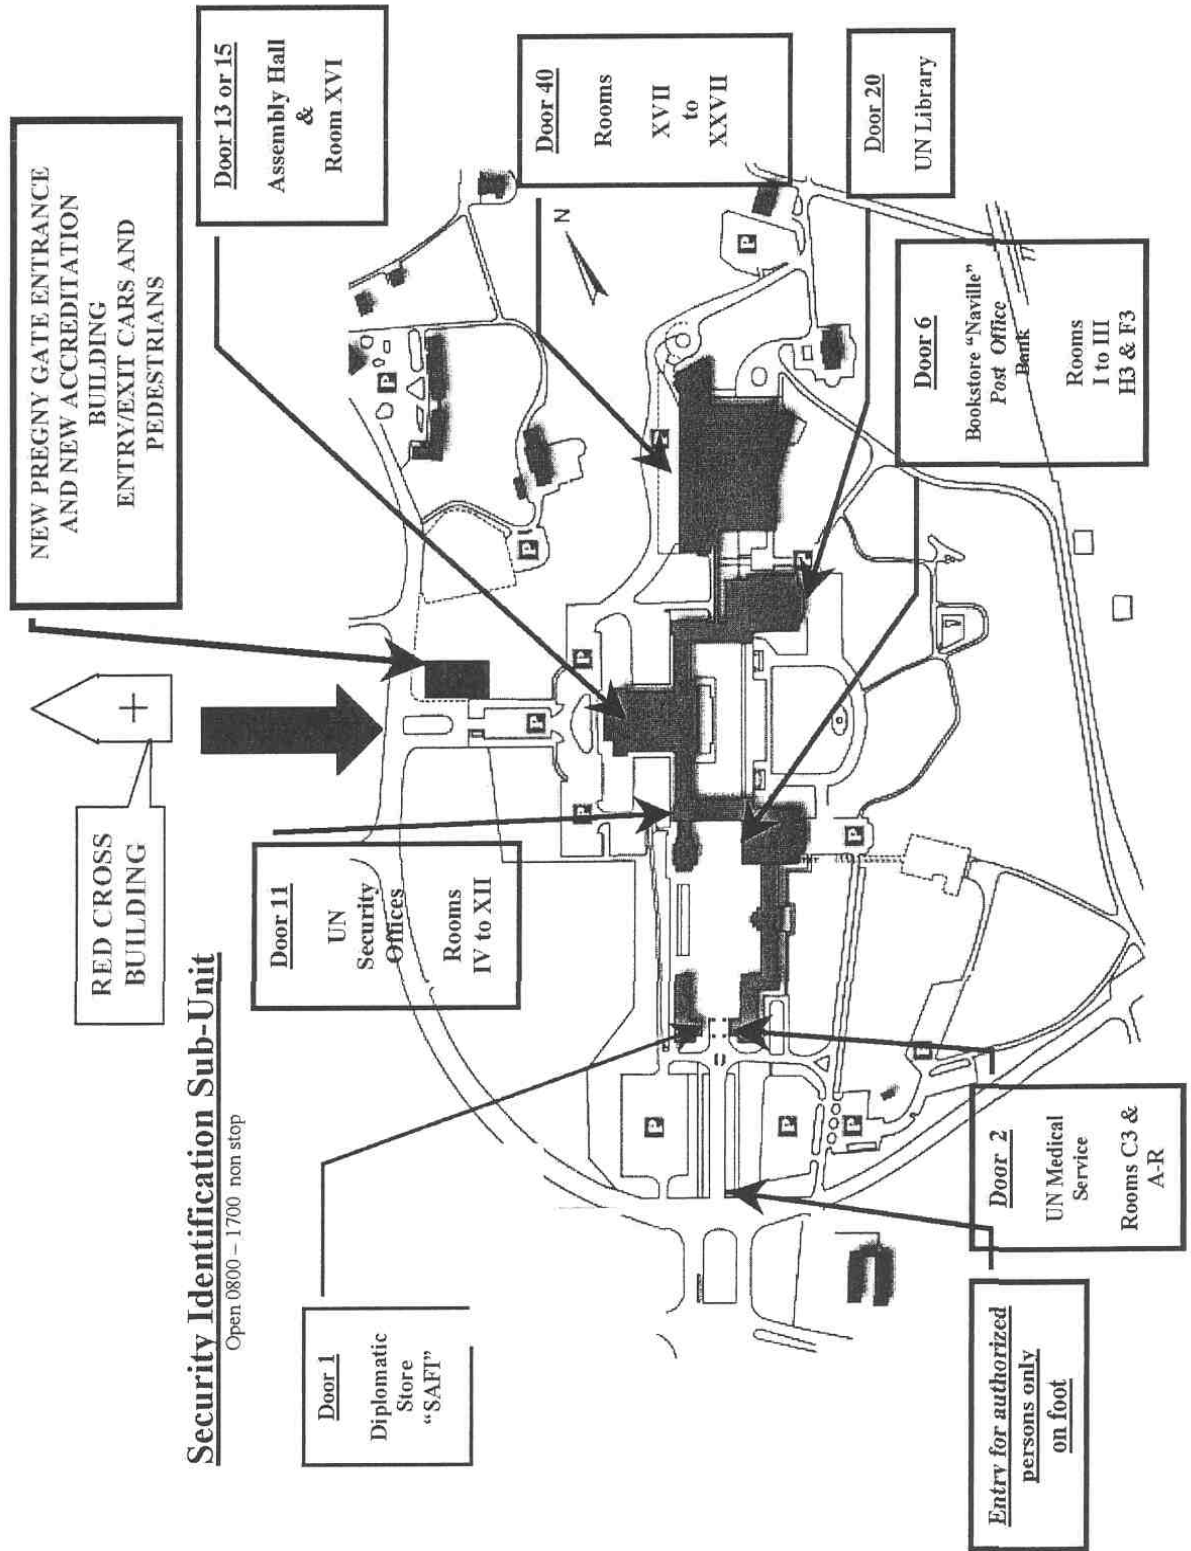 NEW PREGNY GATE ENTRANCE
AND NEW ACCREDITATION
BUILDING
ENTRY/EXIT CARS AND
PEDESTRIANS
RED CROSS
BUILDING
Security Identification Sub-Unit
Open 0800 – 1700 non stop
Door 13 or 15
Assembly Hall
&
Room XVI
Door 11
UN
Security
Offices
Rooms
IV to XII
Door 40
Rooms
XVII
to
XXVII
Door 1
Diplomatic
Store
“SAFI”
Door 20
UN Library
Door 6
Bookstore “Naville”
Post Office
Bank
Rooms
I to III
H3 & F3
Door 2
UN Medical
Service
Rooms C3 &
A-R
Entry for authorized
persons only
on foot
N
P
P
P
P
P
P
P
P
P
P
P
P
P
P